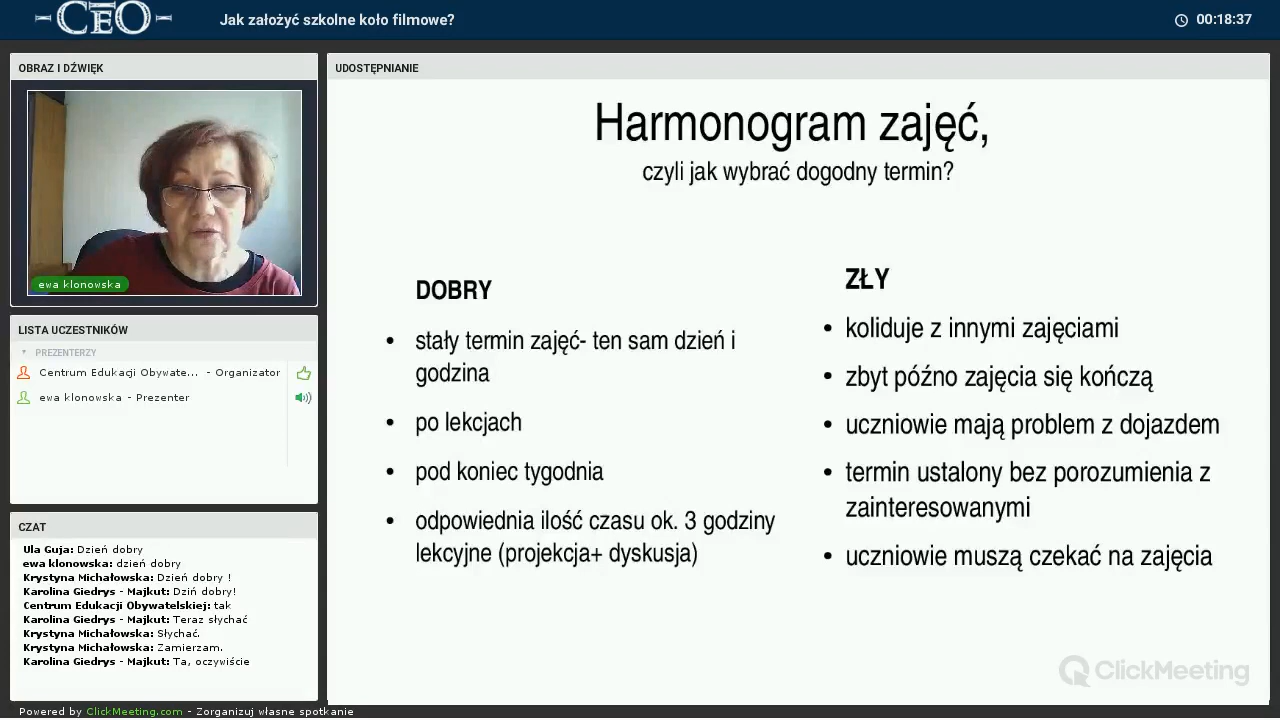 CEO
Jak założyć szkolne koło filmowe?
00:18:37
OBRAZ I DŹWIĘK
ewa klonowska
LISTA UCZESTNIKÓW
PREZENTERZY
Centrum Edukacji Obywate... - Organizator
ewa klonowska - Prezenter
CZAT
Ula Guja: Dzień dobry
ewa klonowska: dzień dobry
Krystyna Michałowska: Dzień dobry !
Karolina Giedrys - Majkut: Dziń dobry!
Centrum Edukacji Obywatelskiej: tak
Karolina Giedrys - Majkut: Teraz słychać
Krystyna Michałowska: Słychać.
Krystyna Michałowska: Zamierzam.
Karolina Giedrys - Majkut: Ta, oczywiście
UDOSTĘPNIANIE
Harmonogram zajęć,
czyli jak wybrać dogodny termin?
DOBRY
• stały termin zajęć- ten sam dzień i
godzina
• po lekcjach
• pod koniec tygodnia
• odpowiednia ilość czasu ok. 3 godziny
lekcyjne (projekcja+ dyskusja)
ZŁY
• koliduje z innymi zajęciami
• zbyt późno zajęcia się kończą
• uczniowie mają problem z dojazdem
• termin ustalony bez porozumienia z
zainteresowanymi
• uczniowie muszą czekać na zajęcia
ClickMeeting
Powered by ClickMeeting.com - Zorganizuj własne spotkanie